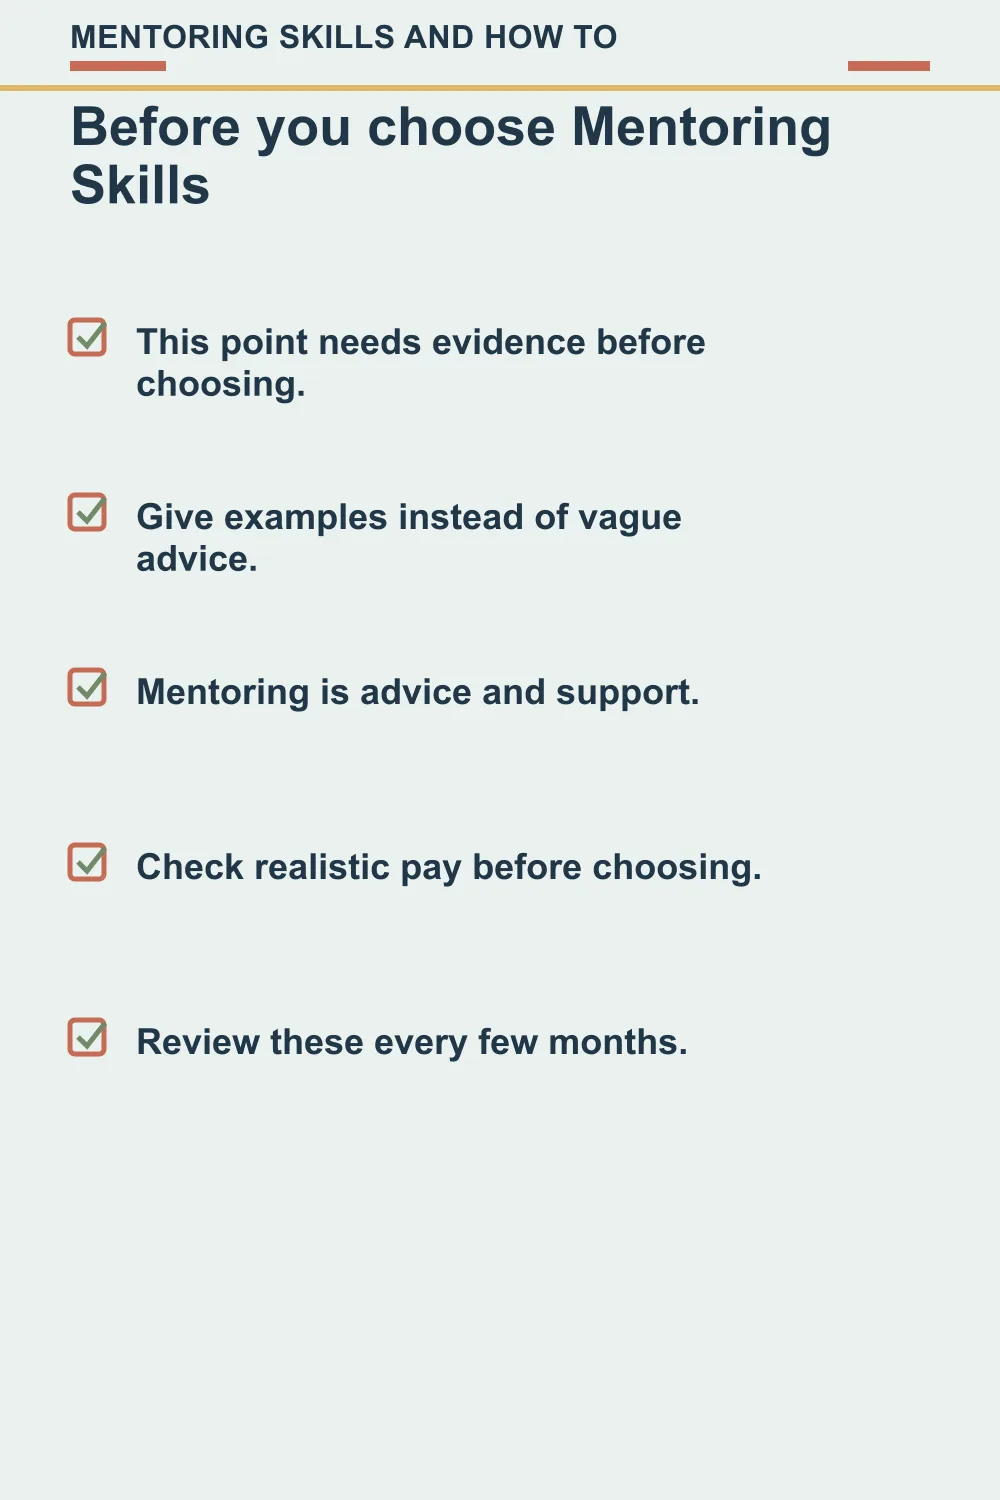 MENTORING SKILLS AND HOW TO
Before you choose Mentoring
Skills
This point needs evidence before
choosing.
Give examples instead of vague
advice.
Mentoring is advice and support.
Check realistic pay before choosing.
Review these every few months.